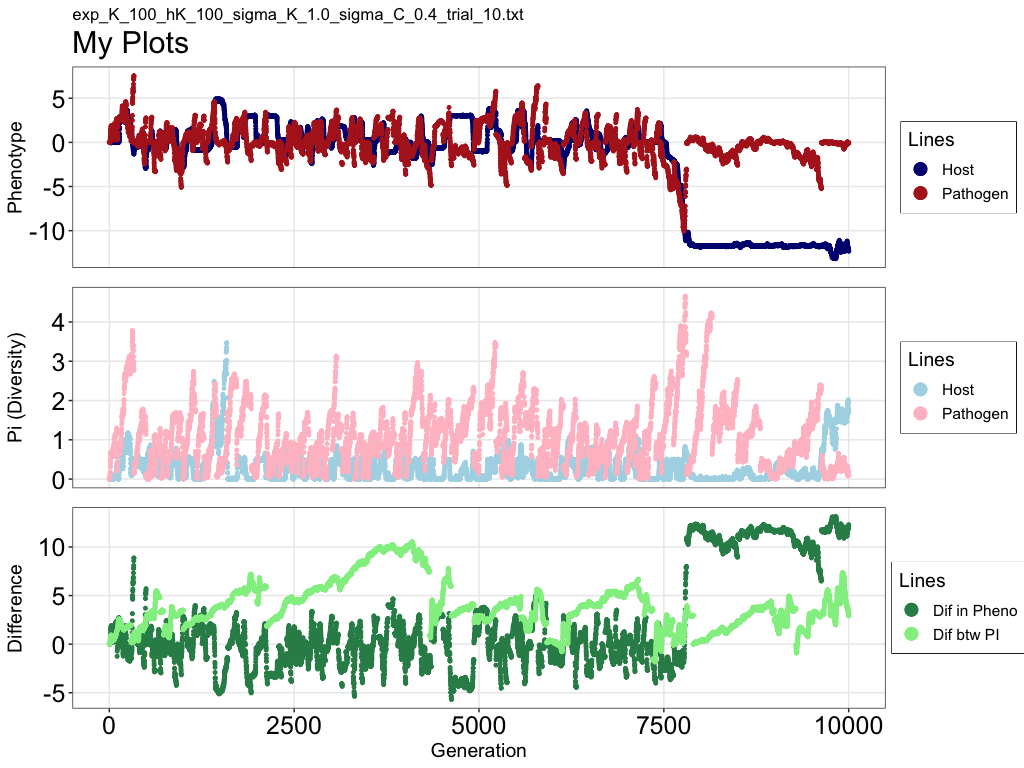 exp_K_100_hK_100_sigma_K_1.0_sigma_C_0.4_trial_10.txt
My Plots
Phenotype
5
0
-5
-10
Lines
Host
Pathogen
Pi (Diversity)
4
3
2
1
0
Lines
Host
Pathogen
Difference
10
5
0
-5
Lines
Dif in Pheno
Dif btw PI
0
2500
5000
7500
10000
Generation